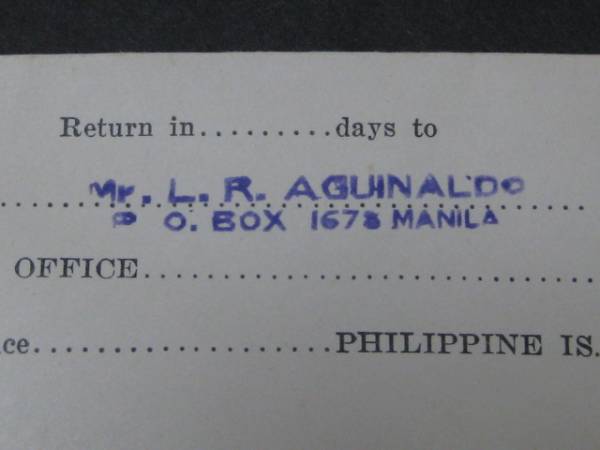 Return in.........days to
Mr. L. R. AGUINALDO
P O. BOX 1678 MANILA
OFFICE
ce....................PHILIPPINE IS.